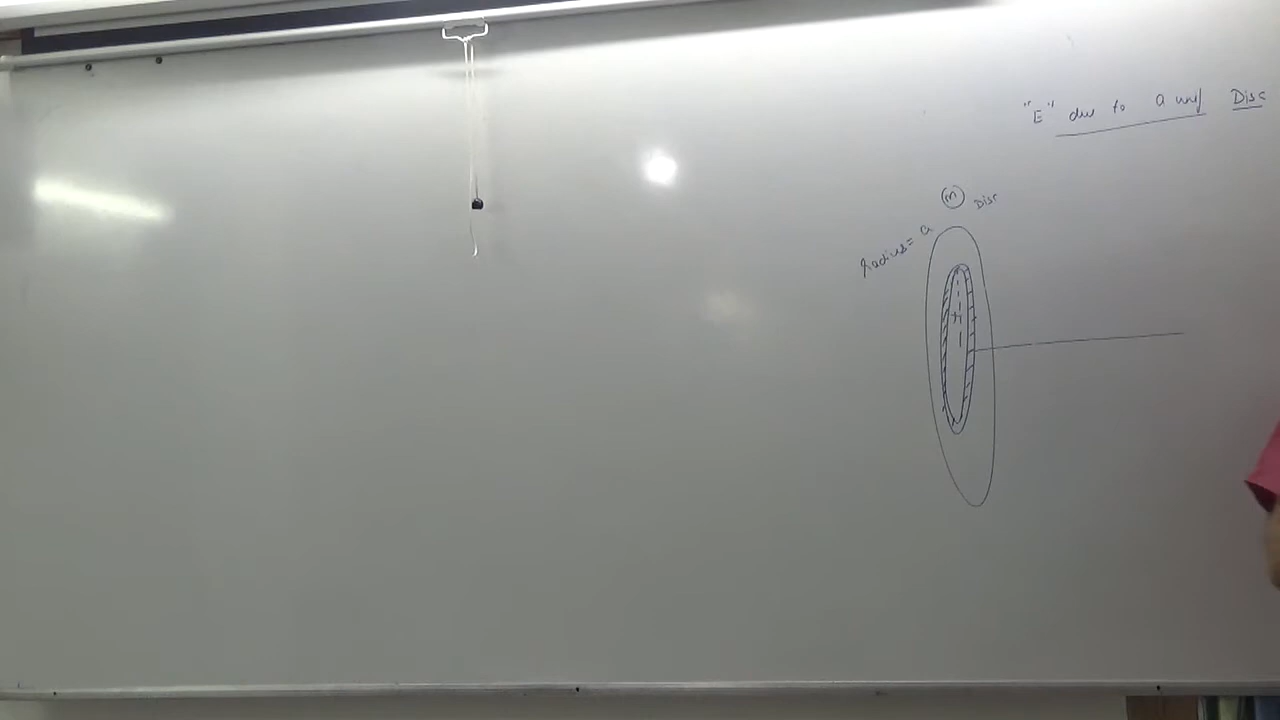 "E" due to a unif Disc
(m) Disc
Radius = a
r